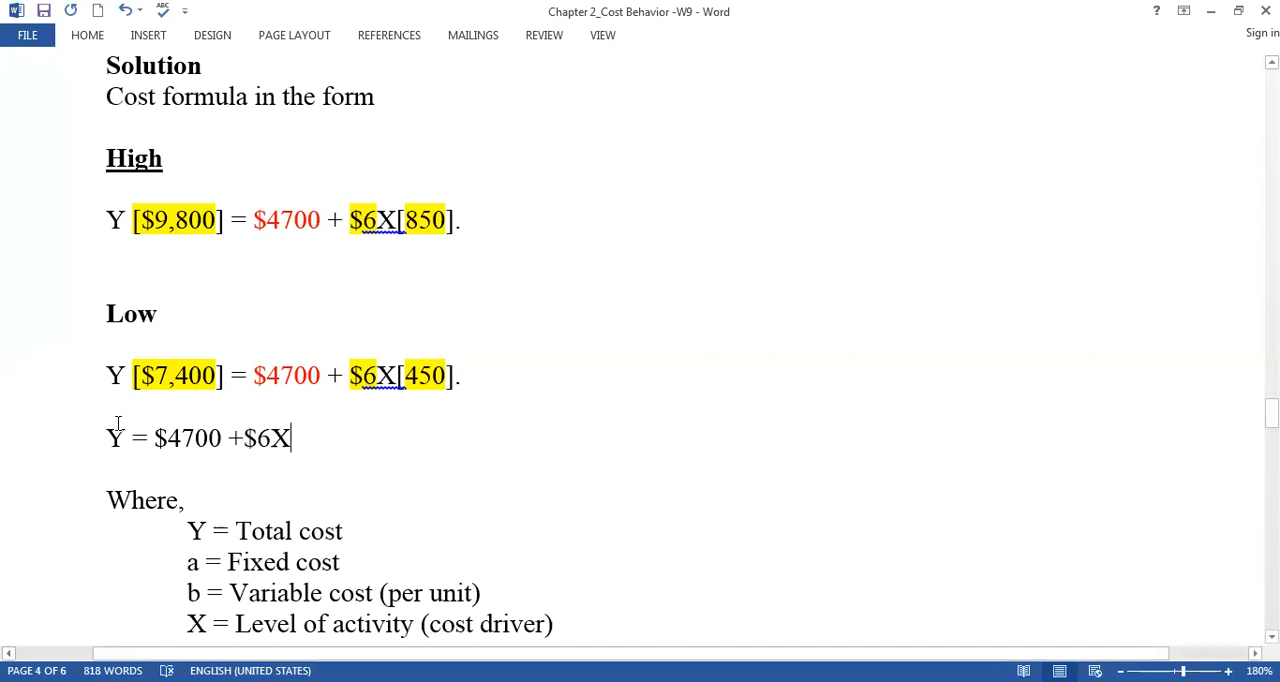 Chapter 2_Cost Behavior -W9 - Word
FILE HOME INSERT DESIGN PAGE LAYOUT REFERENCES MAILINGS REVIEW VIEW Sign in
Solution
Cost formula in the form
High
Y [$9,800] = $4700 + $6X[850].
Low
Y [$7,400] = $4700 + $6X[450].
Y = $4700 +$6X
Where,
Y = Total cost
a = Fixed cost
b = Variable cost (per unit)
X = Level of activity (cost driver)
PAGE 4 OF 6 818 WORDS ENGLISH (UNITED STATES) 180%